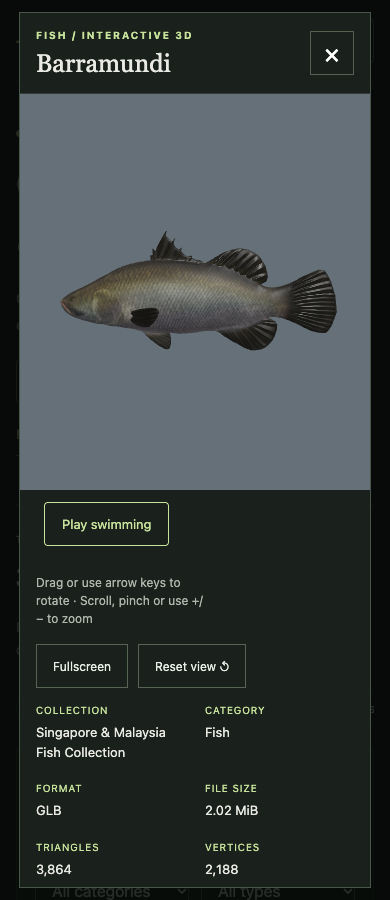 FISH / INTERACTIVE 3D
Barramundi
×
Play swimming
Drag or use arrow keys to
rotate · Scroll, pinch or use +/
− to zoom
Fullscreen
Reset view ↺
COLLECTION
Singapore & Malaysia
Fish Collection
CATEGORY
Fish
FORMAT
GLB
FILE SIZE
2.02 MiB
TRIANGLES
3,864
VERTICES
2,188
All categories
All types